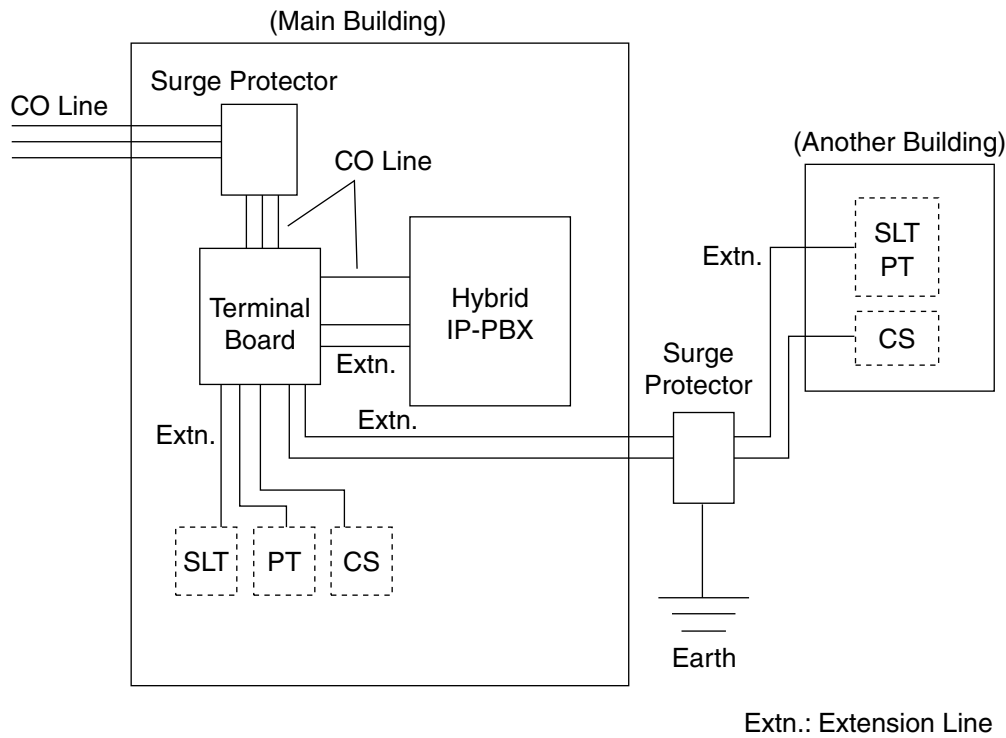 (Main Building)
Surge Protector
CO Line
CO Line
(Another Building)
Extn.
SLT
PT
CS
Terminal
Board
Hybrid
IP-PBX
Extn.
Surge
Protector
Extn.
Extn.
SLT
PT
CS
Earth
Extn.: Extension Line